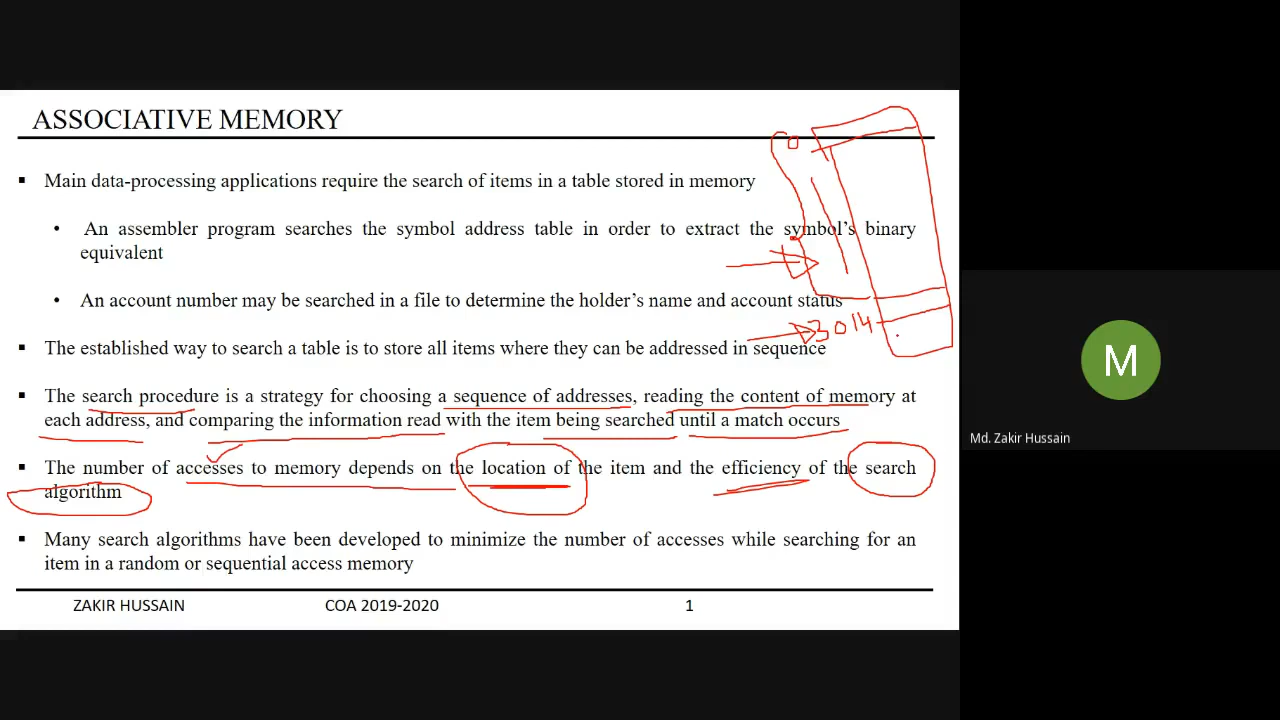 ASSOCIATIVE MEMORY
▪ Main data-processing applications require the search of items in a table stored in memory
• An assembler program searches the symbol address table in order to extract the symbol's binary
equivalent
• An account number may be searched in a file to determine the holder's name and account status
▪ The established way to search a table is to store all items where they can be addressed in sequence
▪ The search procedure is a strategy for choosing a sequence of addresses, reading the content of memory at
each address, and comparing the information read with the item being searched until a match occurs
▪ The number of accesses to memory depends on the location of the item and the efficiency of the search
algorithm
▪ Many search algorithms have been developed to minimize the number of accesses while searching for an
item in a random or sequential access memory
ZAKIR HUSSAIN COA 2019-2020 1
0
3014
M
Md. Zakir Hussain